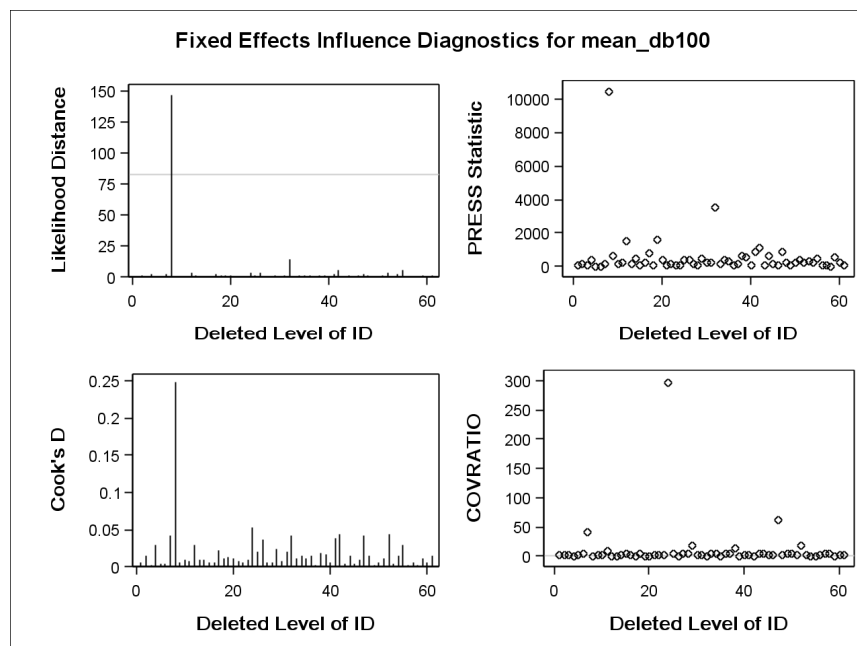 Fixed Effects Influence Diagnostics for mean_db100
Likelihood Distance
150
125
100
75
50
25
0
0 20 40 60
Deleted Level of ID
PRESS Statistic
10000
8000
6000
4000
2000
0
0 20 40 60
Deleted Level of ID
Cook's D
0.25
0.2
0.15
0.1
0.05
0
0 20 40 60
Deleted Level of ID
COVRATIO
300
250
200
150
100
50
0
0 20 40 60
Deleted Level of ID